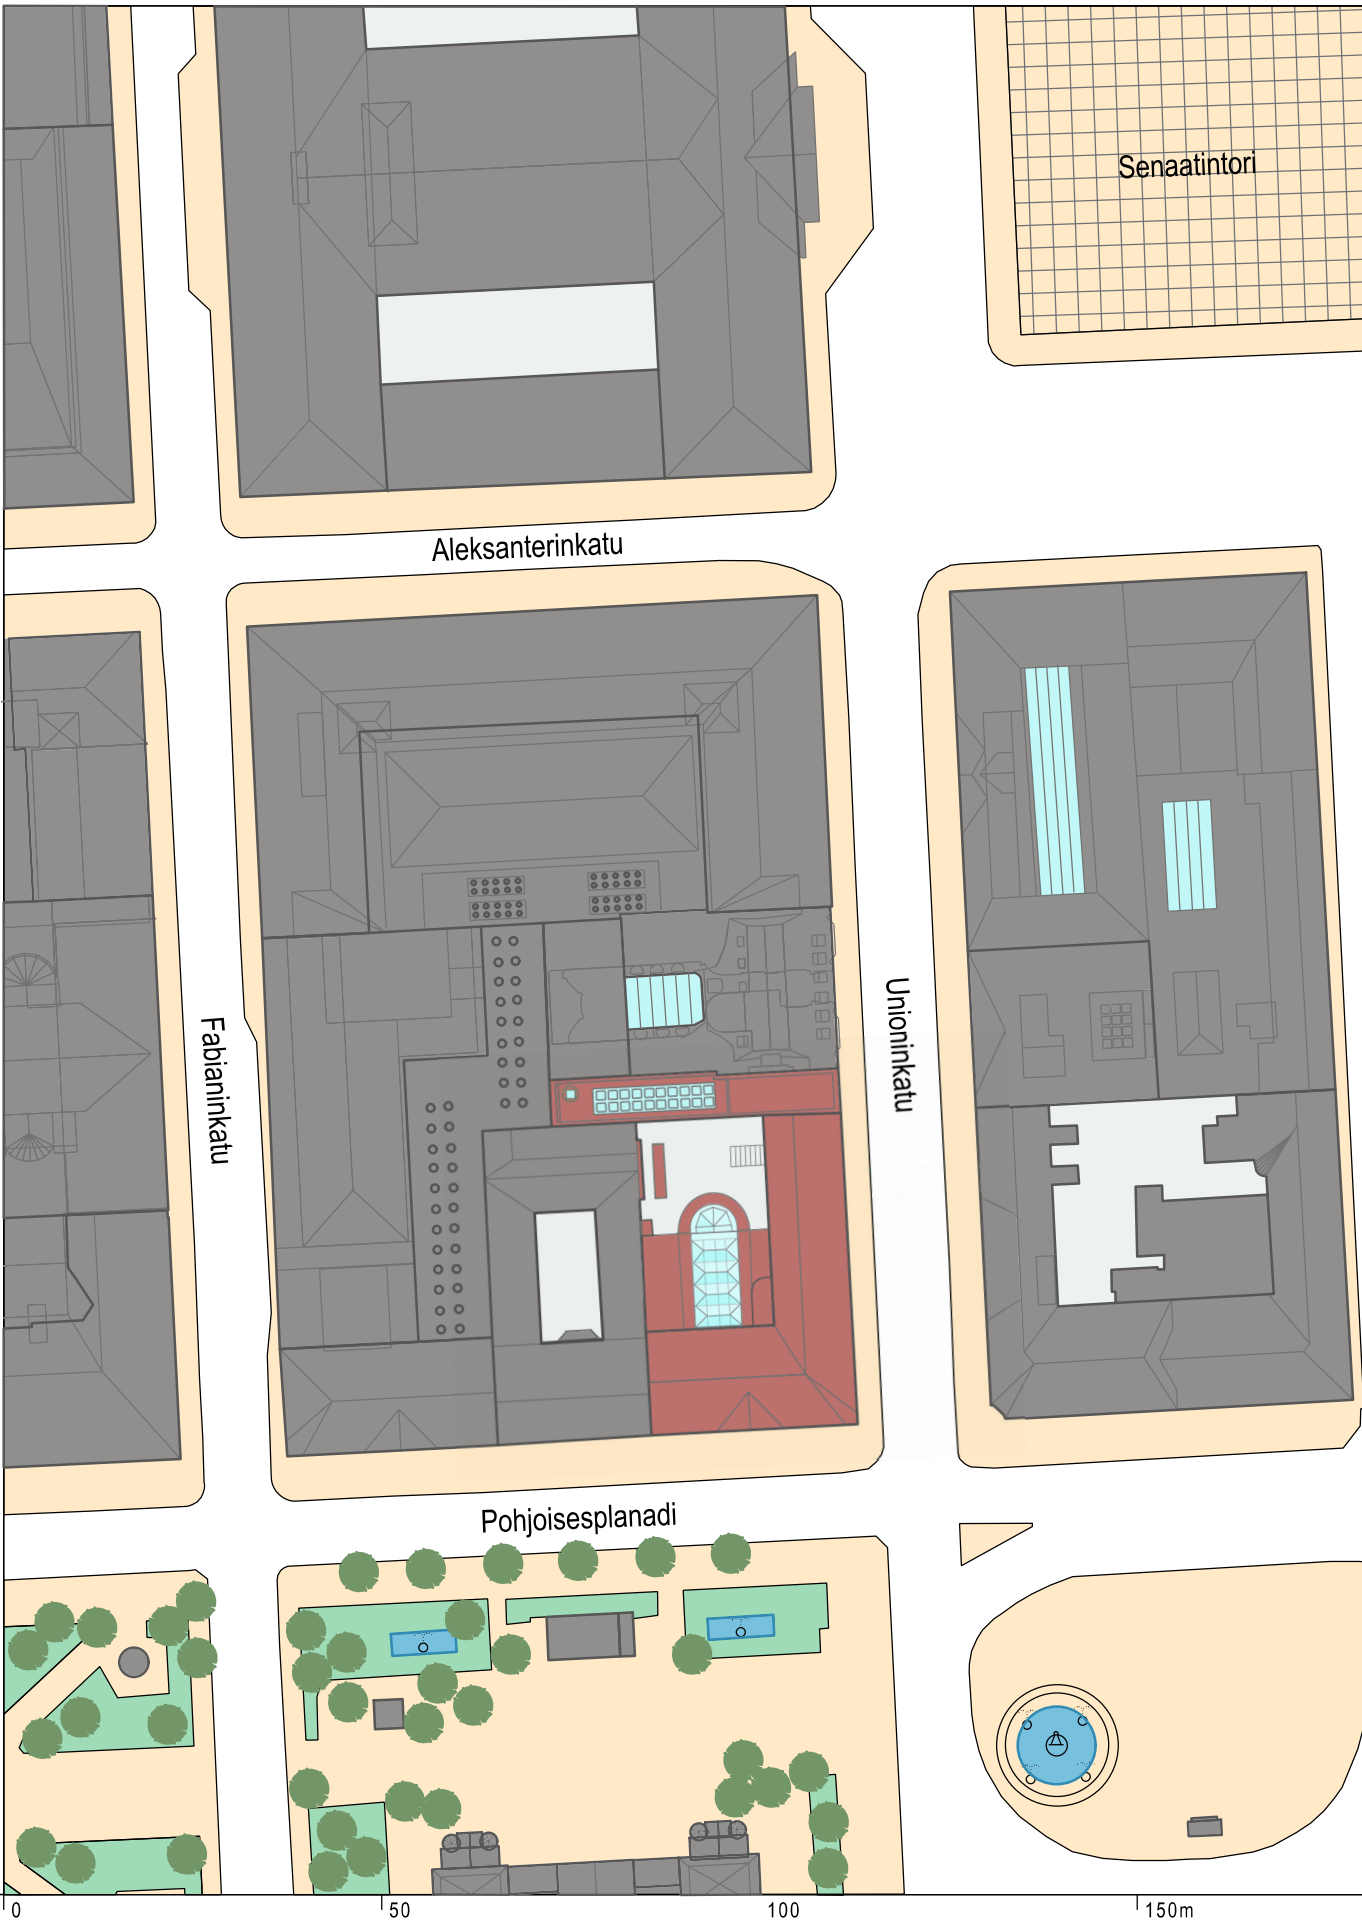 Senaatintori
Aleksanterinkatu
Unioninkatu
Fabianinkatu
Pohjoisesplanadi
0 50 100 150m